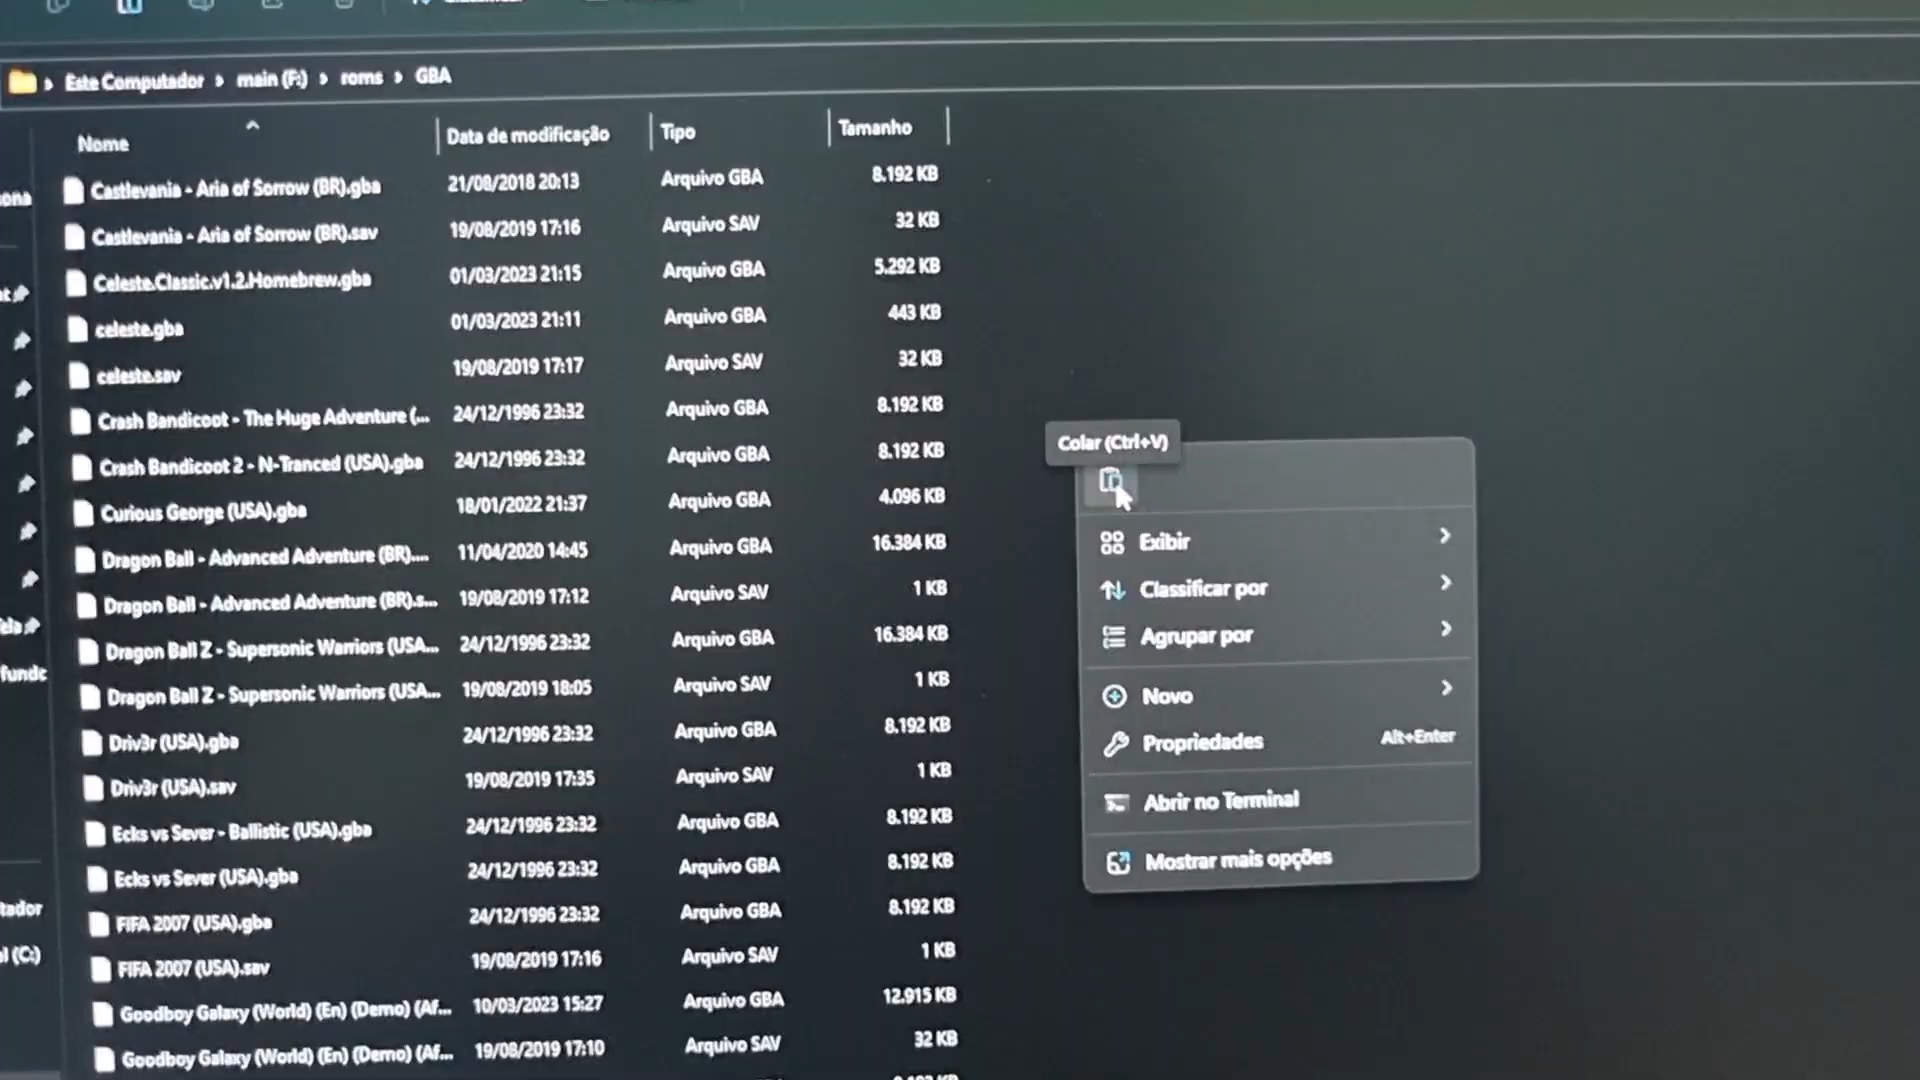 Este Computador > main (F:) > roms > GBA
Nome Data de modificação Tipo Tamanho
Castlevania - Aria of Sorrow (BR).gba 21/08/2018 20:13 Arquivo GBA 8.192 KB
Castlevania - Aria of Sorrow (BR).sav 19/08/2019 17:16 Arquivo SAV 32 KB
Celeste.Classic.v1.2.Homebrew.gba 01/03/2023 21:15 Arquivo GBA 5.292 KB
celeste.gba 01/03/2023 21:11 Arquivo GBA 443 KB
celeste.sav 19/08/2019 17:17 Arquivo SAV 32 KB
Crash Bandicoot - The Huge Adventure (... 24/12/1996 23:32 Arquivo GBA 8.192 KB
Crash Bandicoot 2 - N-Tranced (USA).gba 24/12/1996 23:32 Arquivo GBA 8.192 KB
Curious George (USA).gba 18/01/2022 21:37 Arquivo GBA 4.096 KB
Dragon Ball - Advanced Adventure (BR).... 11/04/2020 14:45 Arquivo GBA 16.384 KB
Dragon Ball - Advanced Adventure (BR).s... 19/08/2019 17:12 Arquivo SAV 1 KB
Dragon Ball Z - Supersonic Warriors (USA... 24/12/1996 23:32 Arquivo GBA 16.384 KB
Dragon Ball Z - Supersonic Warriors (USA... 19/08/2019 18:05 Arquivo SAV 1 KB
Driv3r (USA).gba 24/12/1996 23:32 Arquivo GBA 8.192 KB
Driv3r (USA).sav 19/08/2019 17:35 Arquivo SAV 1 KB
Ecks vs Sever - Ballistic (USA).gba 24/12/1996 23:32 Arquivo GBA 8.192 KB
Ecks vs Sever (USA).gba 24/12/1996 23:32 Arquivo GBA 8.192 KB
FIFA 2007 (USA).gba 24/12/1996 23:32 Arquivo GBA 8.192 KB
FIFA 2007 (USA).sav 19/08/2019 17:16 Arquivo SAV 1 KB
Goodboy Galaxy (World) (En) (Demo) (Af... 10/03/2023 15:27 Arquivo GBA 12.915 KB
Goodboy Galaxy (World) (En) (Demo) (Af... 19/08/2019 17:10 Arquivo SAV 32 KB
Colar (Ctrl+V)
Exibir
Classificar por
Agrupar por
Novo
Propriedades Alt+Enter
Abrir no Terminal
Mostrar mais opções
(C:)